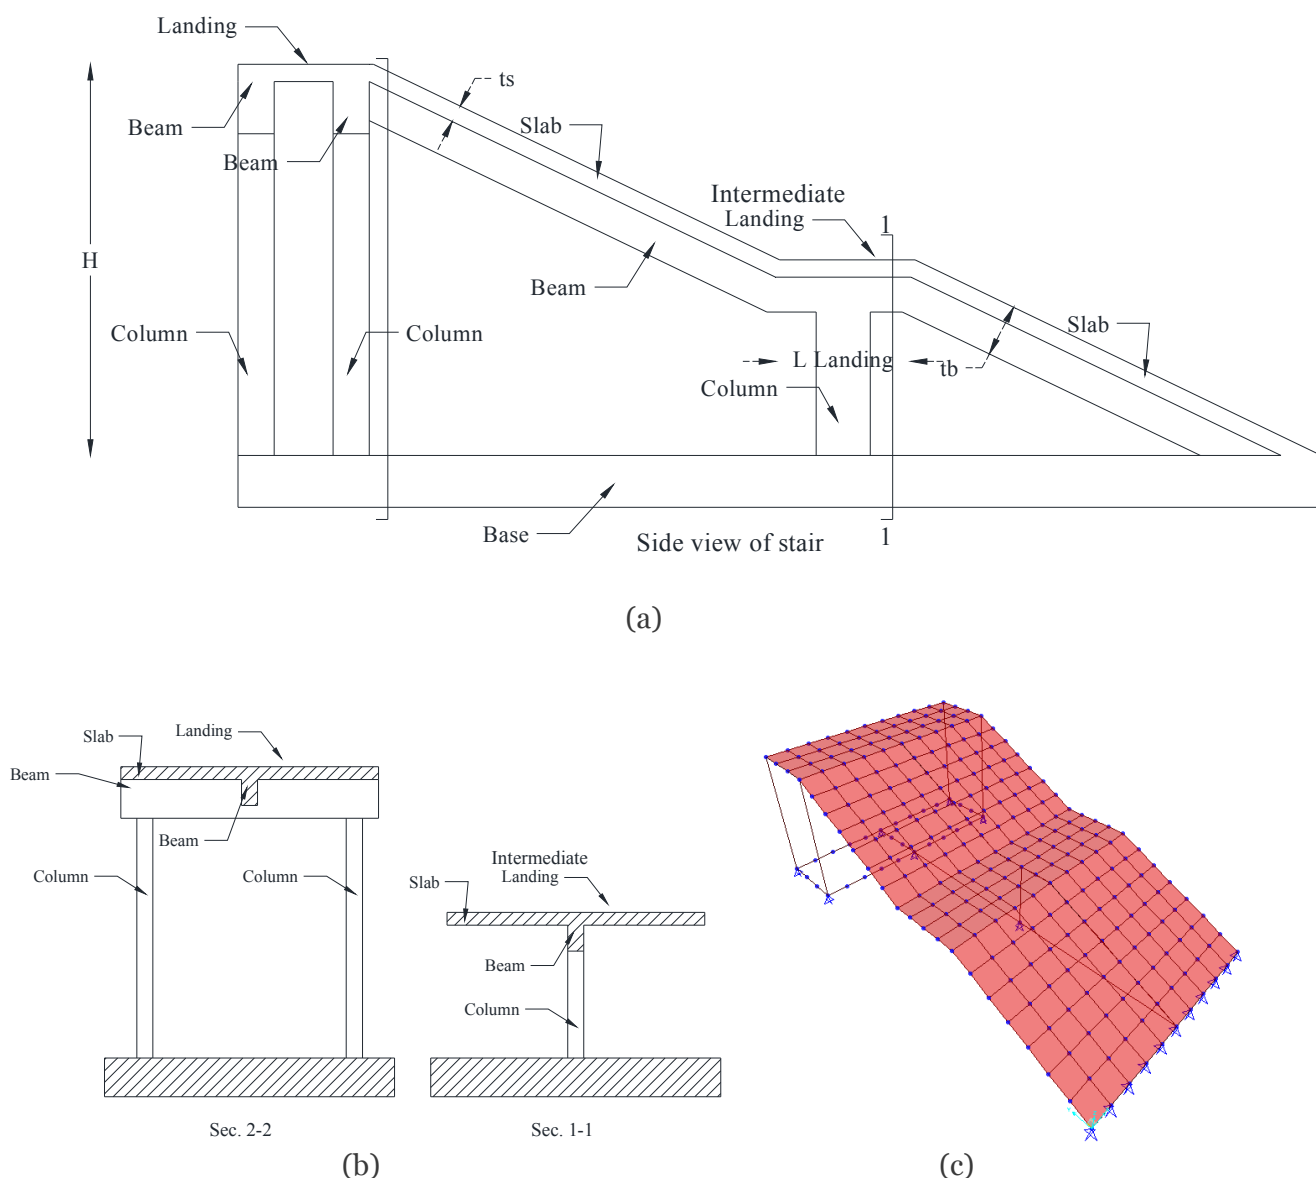 Landing
ts
Beam
Slab
Beam
Intermediate
Landing
1
H
Beam
Column
Column
Slab
L Landing
tb
Column
Base
1
Side view of stair
(a)
Landing
Slab
Beam
Beam
Column
Column
Sec. 2-2
Intermediate
Landing
Slab
Beam
Column
Sec. 1-1
(b)
(c)